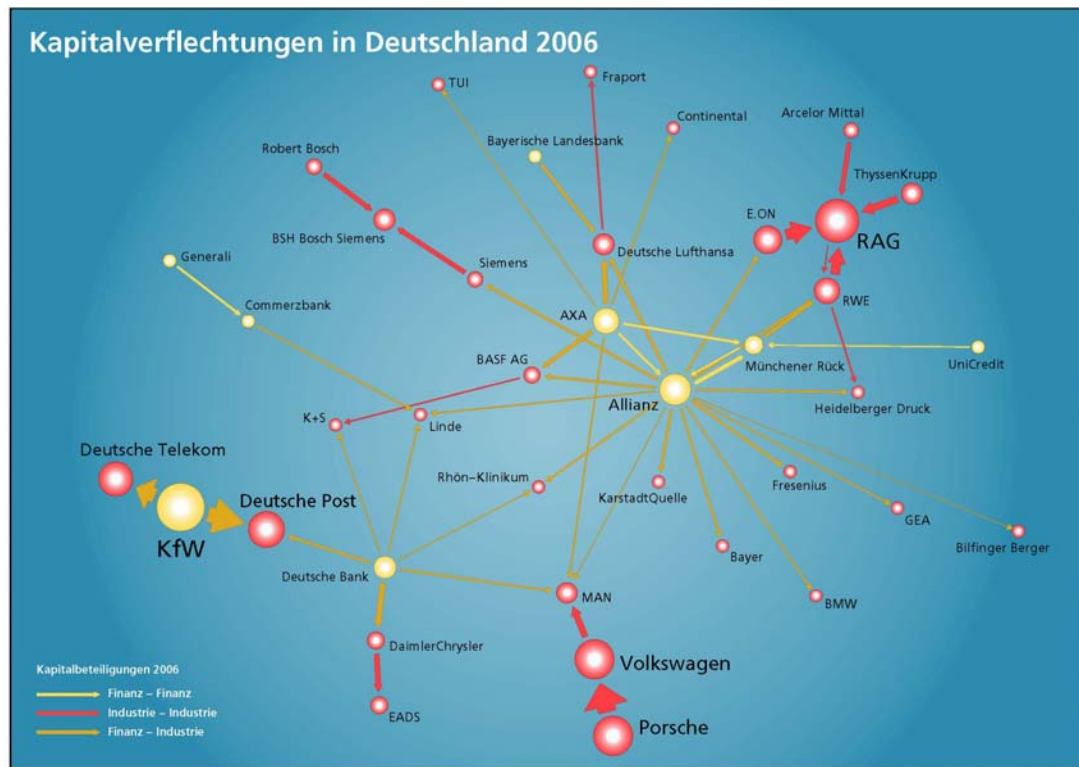 Kapitalverflechtungen in Deutschland 2006
TUI
Fraport
Continental
Arcelor Mittal
Bayerische Landesbank
Robert Bosch
ThyssenKrupp
E.ON
RAG
BSH Bosch Siemens
Deutsche Lufthansa
Generali
Siemens
Commerzbank
RWE
AXA
BASF AG
Münchener Rück
UniCredit
Allianz
Heidelberger Druck
K+S
Linde
Deutsche Telekom
Rhön–Klinikum
KarstadtQuelle
Fresenius
Deutsche Post
GEA
KfW
Bilfinger Berger
Bayer
Deutsche Bank
MAN
BMW
DaimlerChrysler
Volkswagen
Kapitalbeteiligungen 2006
Finanz – Finanz
Industrie – Industrie
Finanz – Industrie
EADS
Porsche